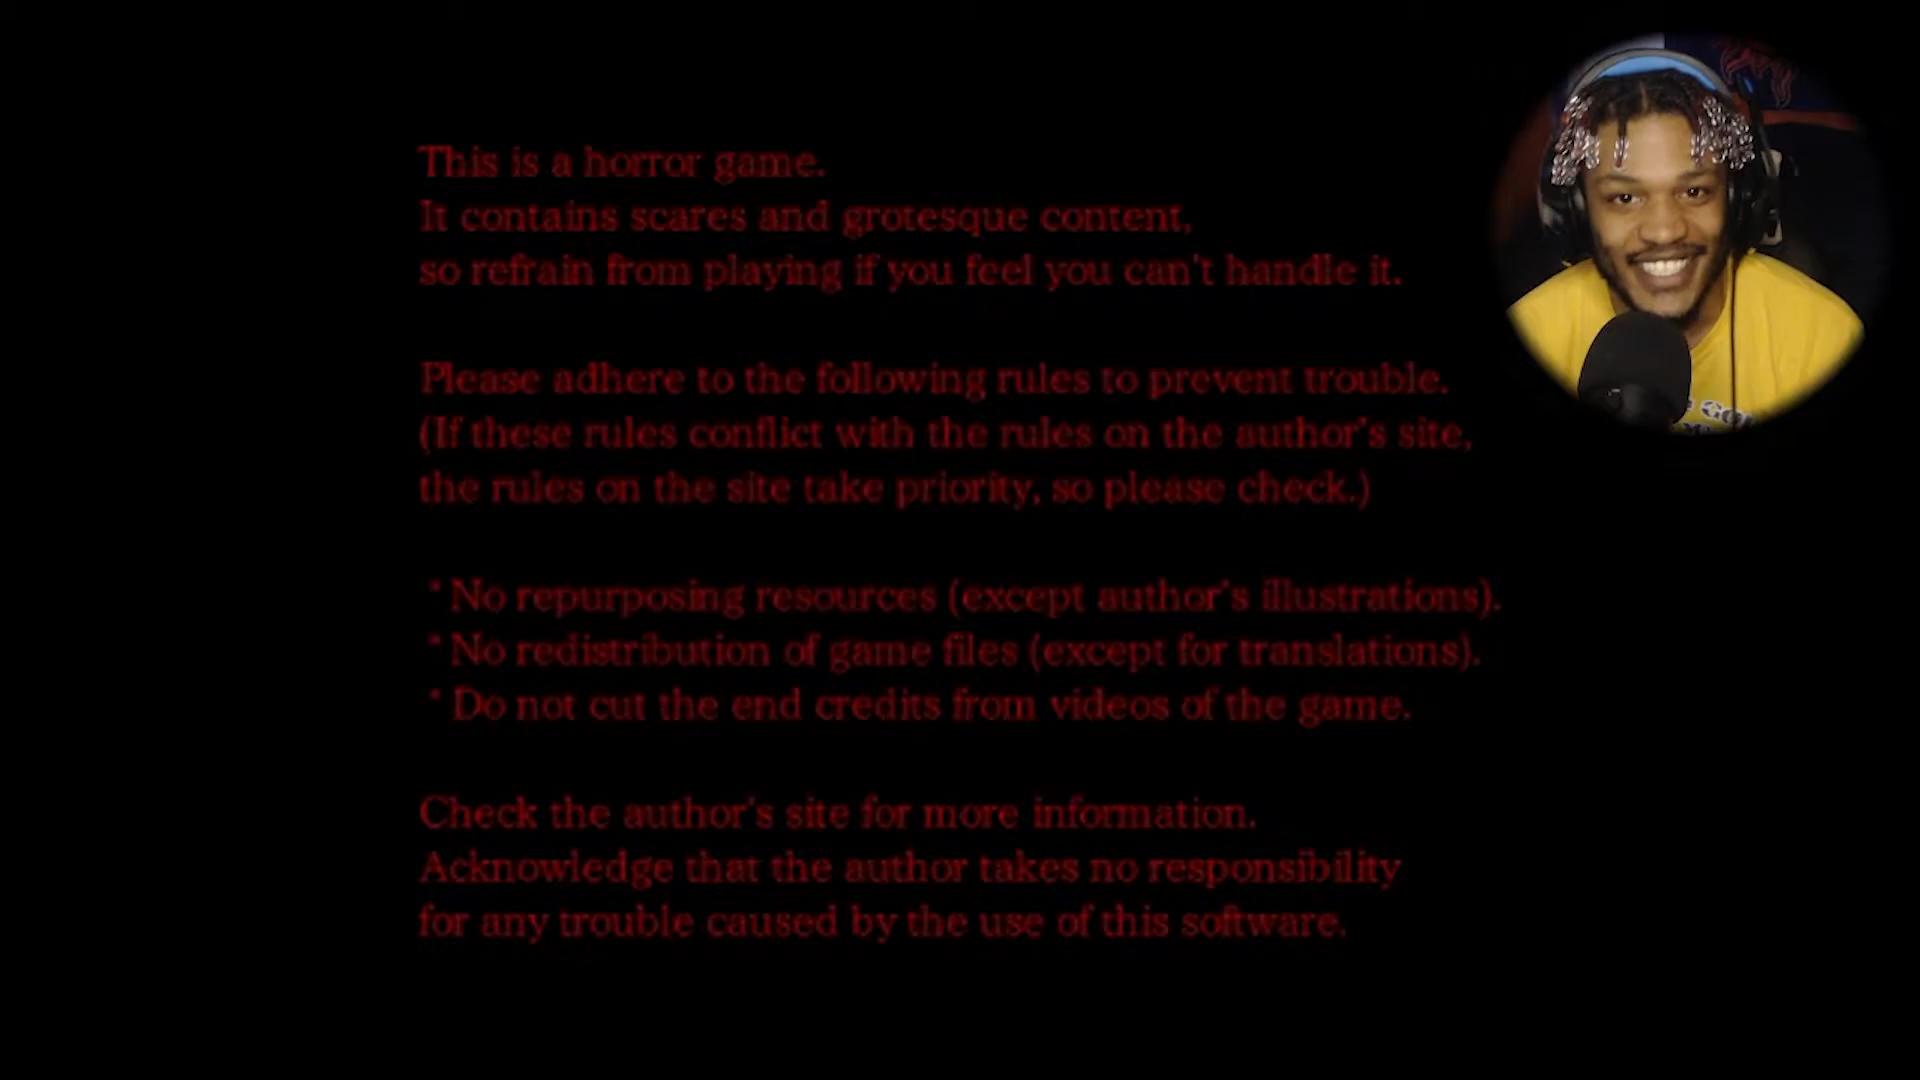 This is a horror game.
It contains scares and grotesque content,
so refrain from playing if you feel you can't handle it.
Please adhere to the following rules to prevent trouble.
(If these rules conflict with the rules on the author's site,
the rules on the site take priority, so please check.)
* No repurposing resources (except author's illustrations).
* No redistribution of game files (except for translations).
* Do not cut the end credits from videos of the game.
Check the author's site for more information.
Acknowledge that the author takes no responsibility
for any trouble caused by the use of this software.